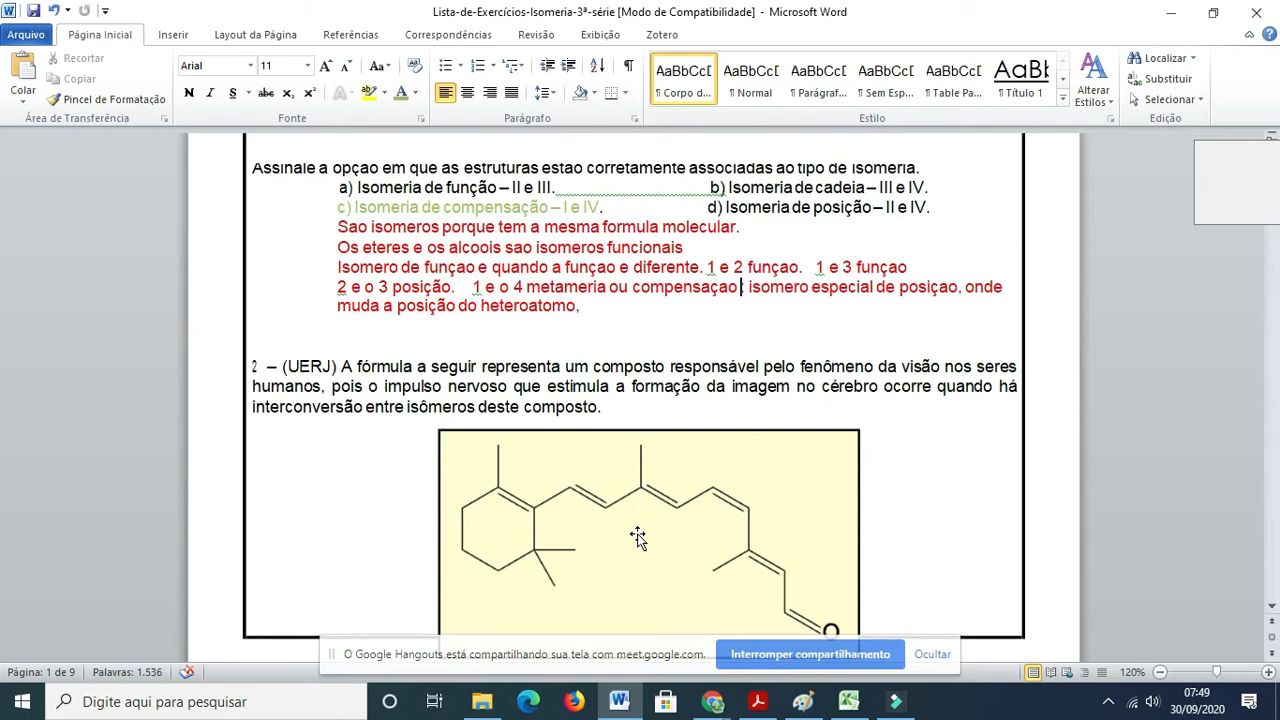 Lista-de-Exercícios-Isomeria-3ª-série [Modo de Compatibilidade] - Microsoft Word
Arquivo Página Inicial Inserir Layout da Página Referências Correspondências Revisão Exibição Zotero
Colar
Recortar
Copiar
Pincel de Formatação
Área de Transferência
Arial 11
N I S abc x₂ x²
Fonte
Parágrafo
AaBbCcD AaBbCcD AaBbCcD AaBbCcD AaBbCcD AaBb
¶ Corpo d... ¶ Normal ¶ Parágraf... ¶ Sem Esp... ¶ Table Pa... ¶ Título 1
Estilo
Alterar Estilos
Localizar
Substituir
Selecionar
Edição
Assinale a opção em que as estruturas estão corretamente associadas ao tipo de isomeria.
a) Isomeria de função – II e III. b) Isomeria de cadeia – III e IV.
c) Isomeria de compensação – I e IV. d) Isomeria de posição – II e IV.
Sao isomeros porque tem a mesma formula molecular.
Os eteres e os alcoois sao isomeros funcionais
Isomero de funçao e quando a funçao e diferente. 1 e 2 funçao. 1 e 3 funçao
2 e o 3 posição. 1 e o 4 metameria ou compensaçao : isomero especial de posiçao, onde
muda a posição do heteroatomo,
2 – (UERJ) A fórmula a seguir representa um composto responsável pelo fenômeno da visão nos seres
humanos, pois o impulso nervoso que estimula a formação da imagem no cérebro ocorre quando há
interconversão entre isômeros deste composto.
O
O Google Hangouts está compartilhando sua tela com meet.google.com. Interromper compartilhamento Ocultar
Página: 1 de 9 Palavras: 1.536 120%
Digite aqui para pesquisar
07:49
30/09/2020